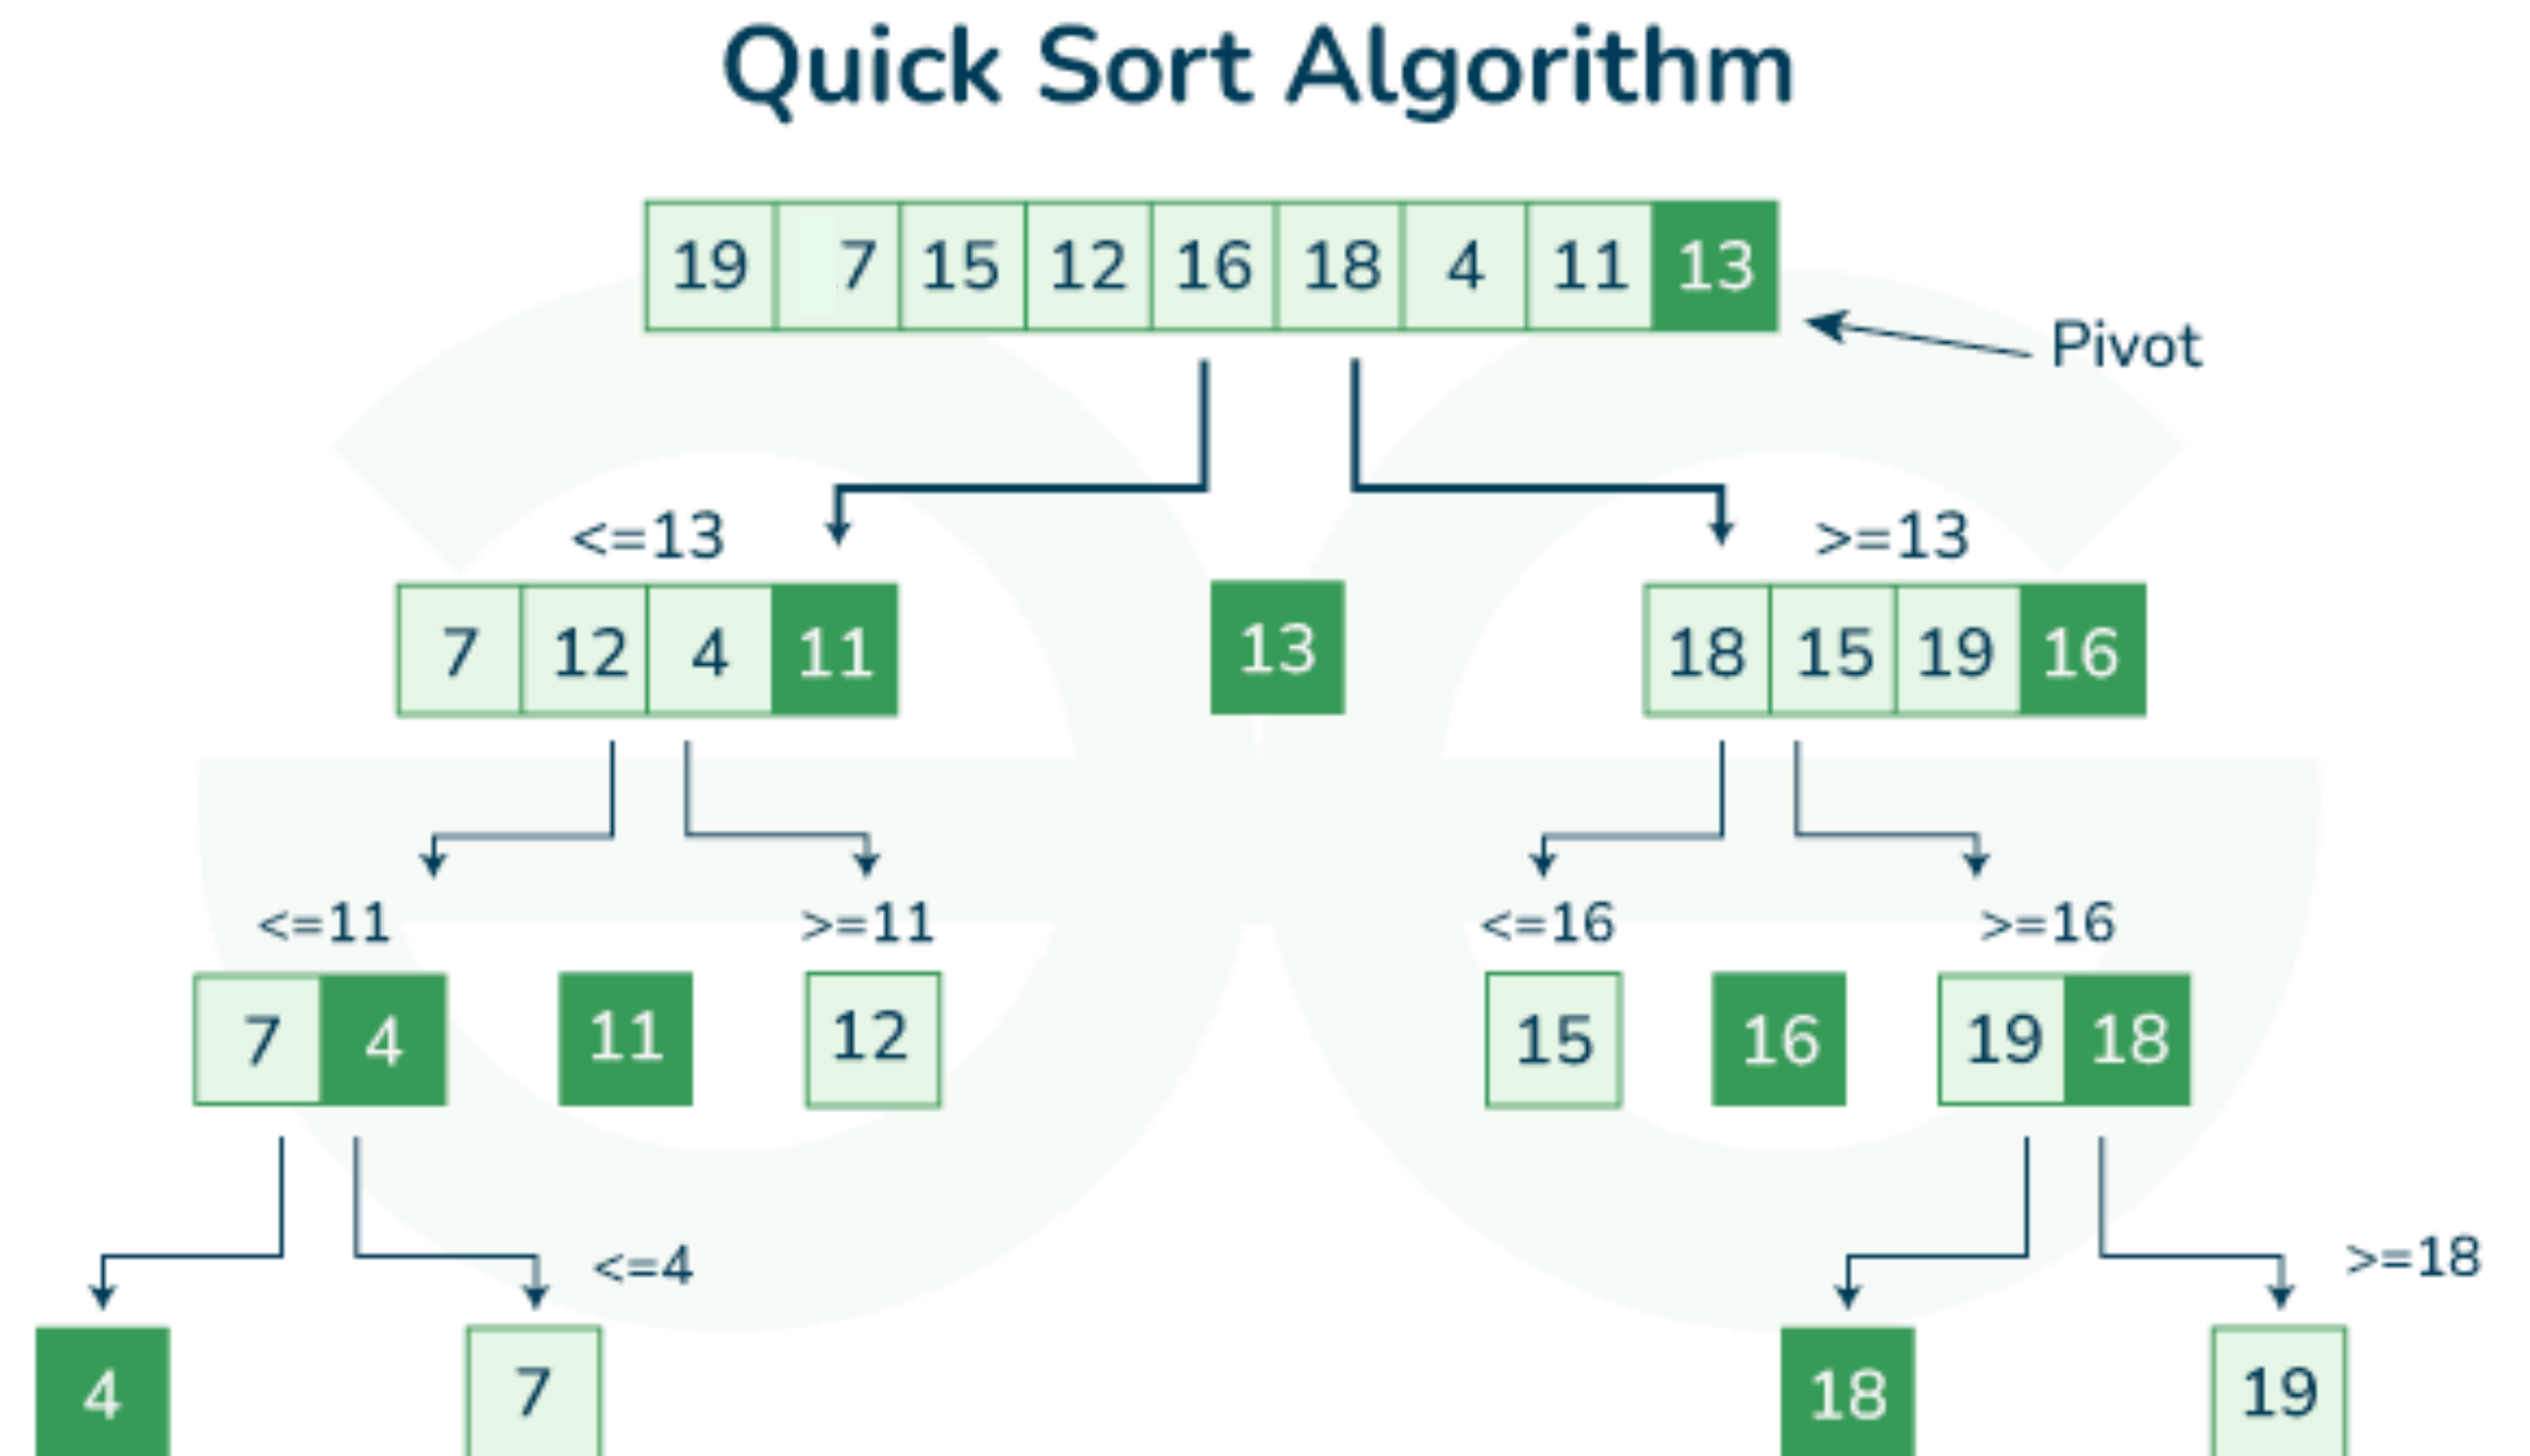 Quick Sort Algorithm
19 7 15 12 16 18 4 11 13
Pivot
<=13 >=13
7 12 4 11 13 18 15 19 16
<=11 >=11 <=16 >=16
7 4 11 12 15 16 19 18
<=4 >=18
4 7 18 19